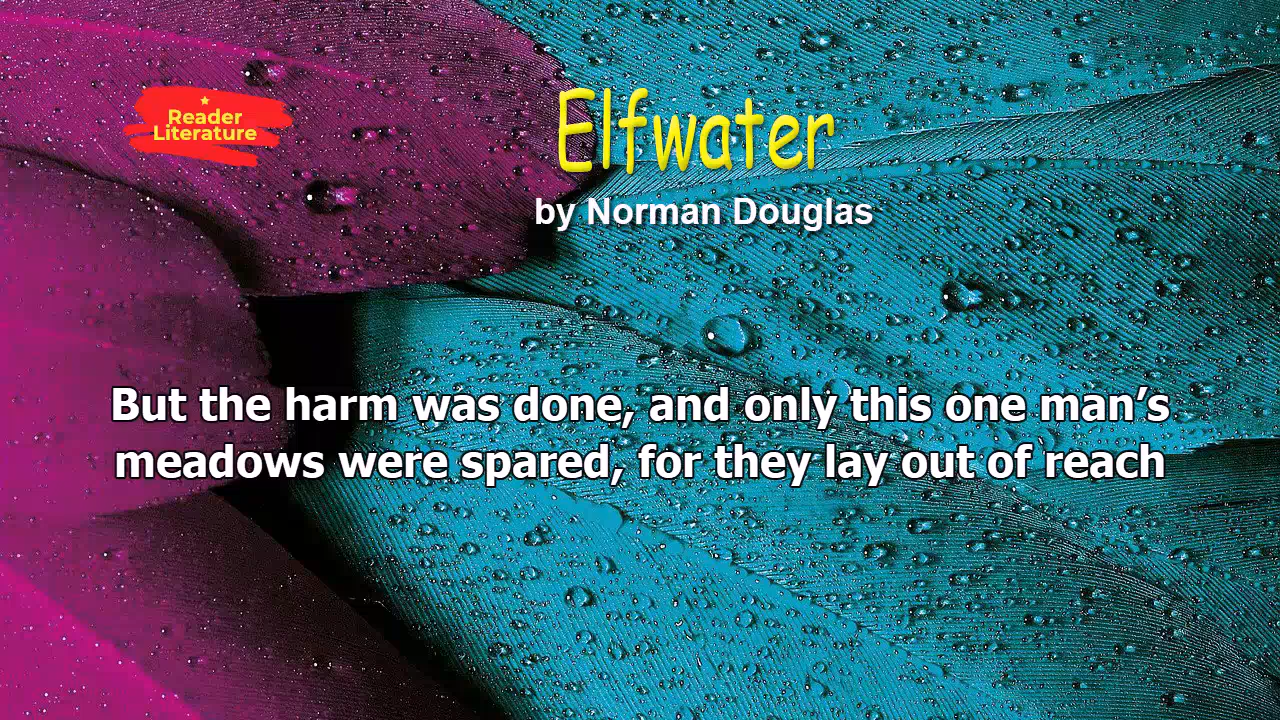 Reader
Literature
Elfwater
by Norman Douglas
But the harm was done, and only this one man’s
meadows were spared, for they lay out of reach